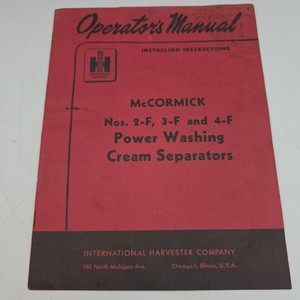 Operator's Manual
INSTALLING INSTRUCTIONS
IH
McCORMICK
Nos. 2-F, 3-F and 4-F
Power Washing
Cream Separators
INTERNATIONAL HARVESTER COMPANY
180 North Michigan Ave. Chicago 1, Illinois, U.S.A.